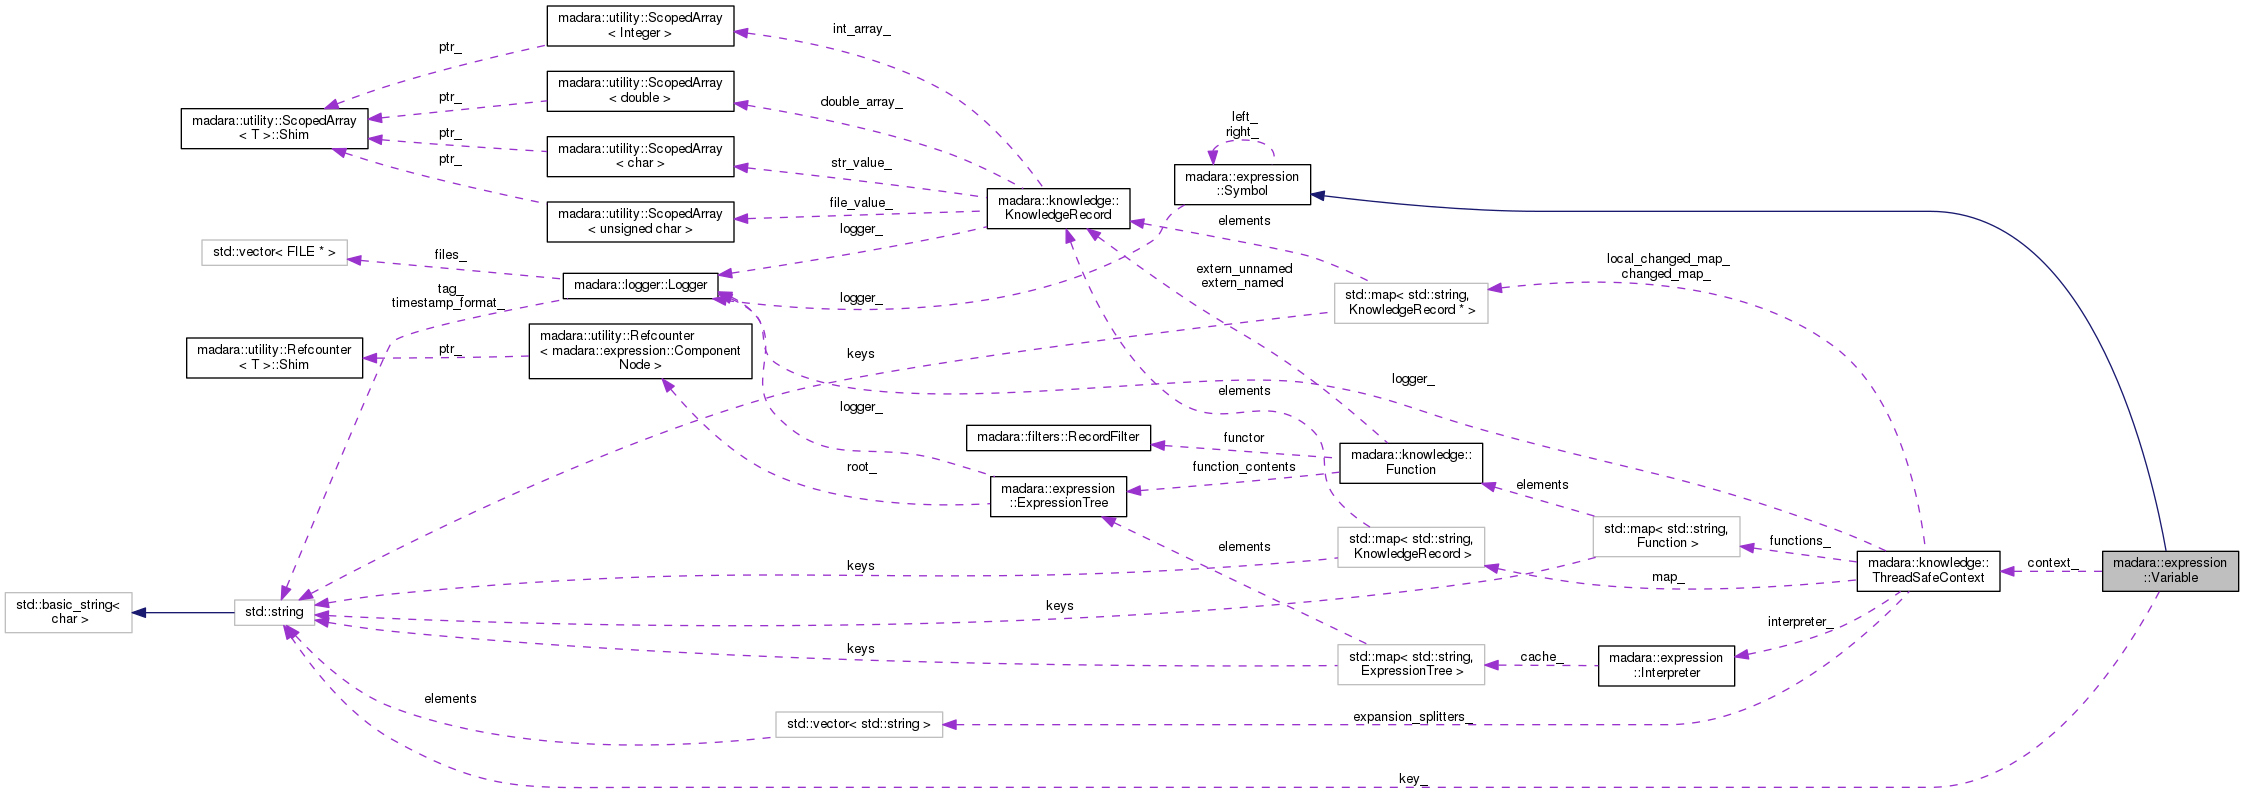 madara::utility::ScopedArray
< Integer >
int_array_
ptr_
madara::utility::ScopedArray
< double >
double_array_
ptr_
madara::utility::ScopedArray
< T >::Shim
ptr_
madara::utility::ScopedArray
< char >
str_value_
ptr_
madara::utility::ScopedArray
< unsigned char >
file_value_
logger_
madara::knowledge::
KnowledgeRecord
left_
right_
madara::expression
::Symbol
elements
std::vector< FILE * >
files_
madara::logger::Logger
tag_
timestamp_format_
logger_
extern_unnamed
extern_named
local_changed_map_
changed_map_
std::map< std::string,
KnowledgeRecord * >
madara::utility::Refcounter
< T >::Shim
ptr_
madara::utility::Refcounter
< madara::expression::Component
Node >
keys
logger_
elements
logger_
madara::filters::RecordFilter
functor
madara::knowledge::
Function
root_
function_contents
madara::expression
::ExpressionTree
elements
std::map< std::string,
Function >
functions_
std::map< std::string,
KnowledgeRecord >
elements
keys
map_
madara::knowledge::
ThreadSafeContext
context_
madara::expression
::Variable
std::basic_string<
char >
std::string
keys
interpreter_
keys
std::map< std::string,
ExpressionTree >
cache_
madara::expression
::Interpreter
elements
std::vector< std::string >
expansion_splitters_
key_